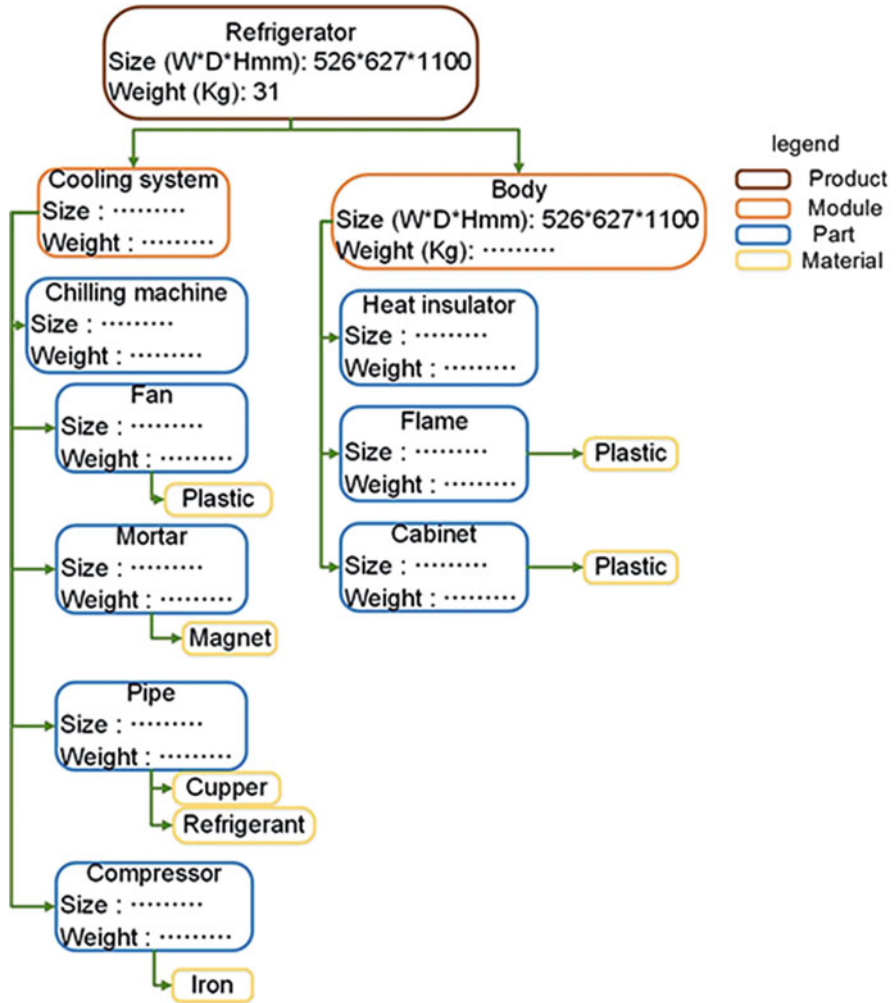 Refrigerator
Size (W*D*Hmm): 526*627*1100
Weight (Kg): 31
Cooling system
Size : ·········
Weight : ·········
Chilling machine
Size : ·········
Weight : ·········
Fan
Size : ·········
Weight : ·········
Plastic
Mortar
Size : ·········
Weight : ·········
Magnet
Pipe
Size : ·········
Weight : ·········
Cupper
Refrigerant
Compressor
Size : ·········
Weight : ·········
Iron
Body
Size (W*D*Hmm): 526*627*1100
Weight (Kg): ·········
Heat insulator
Size : ·········
Weight : ·········
Flame
Size : ·········
Weight : ·········
Plastic
Cabinet
Size : ·········
Weight : ·········
Plastic
legend
Product
Module
Part
Material